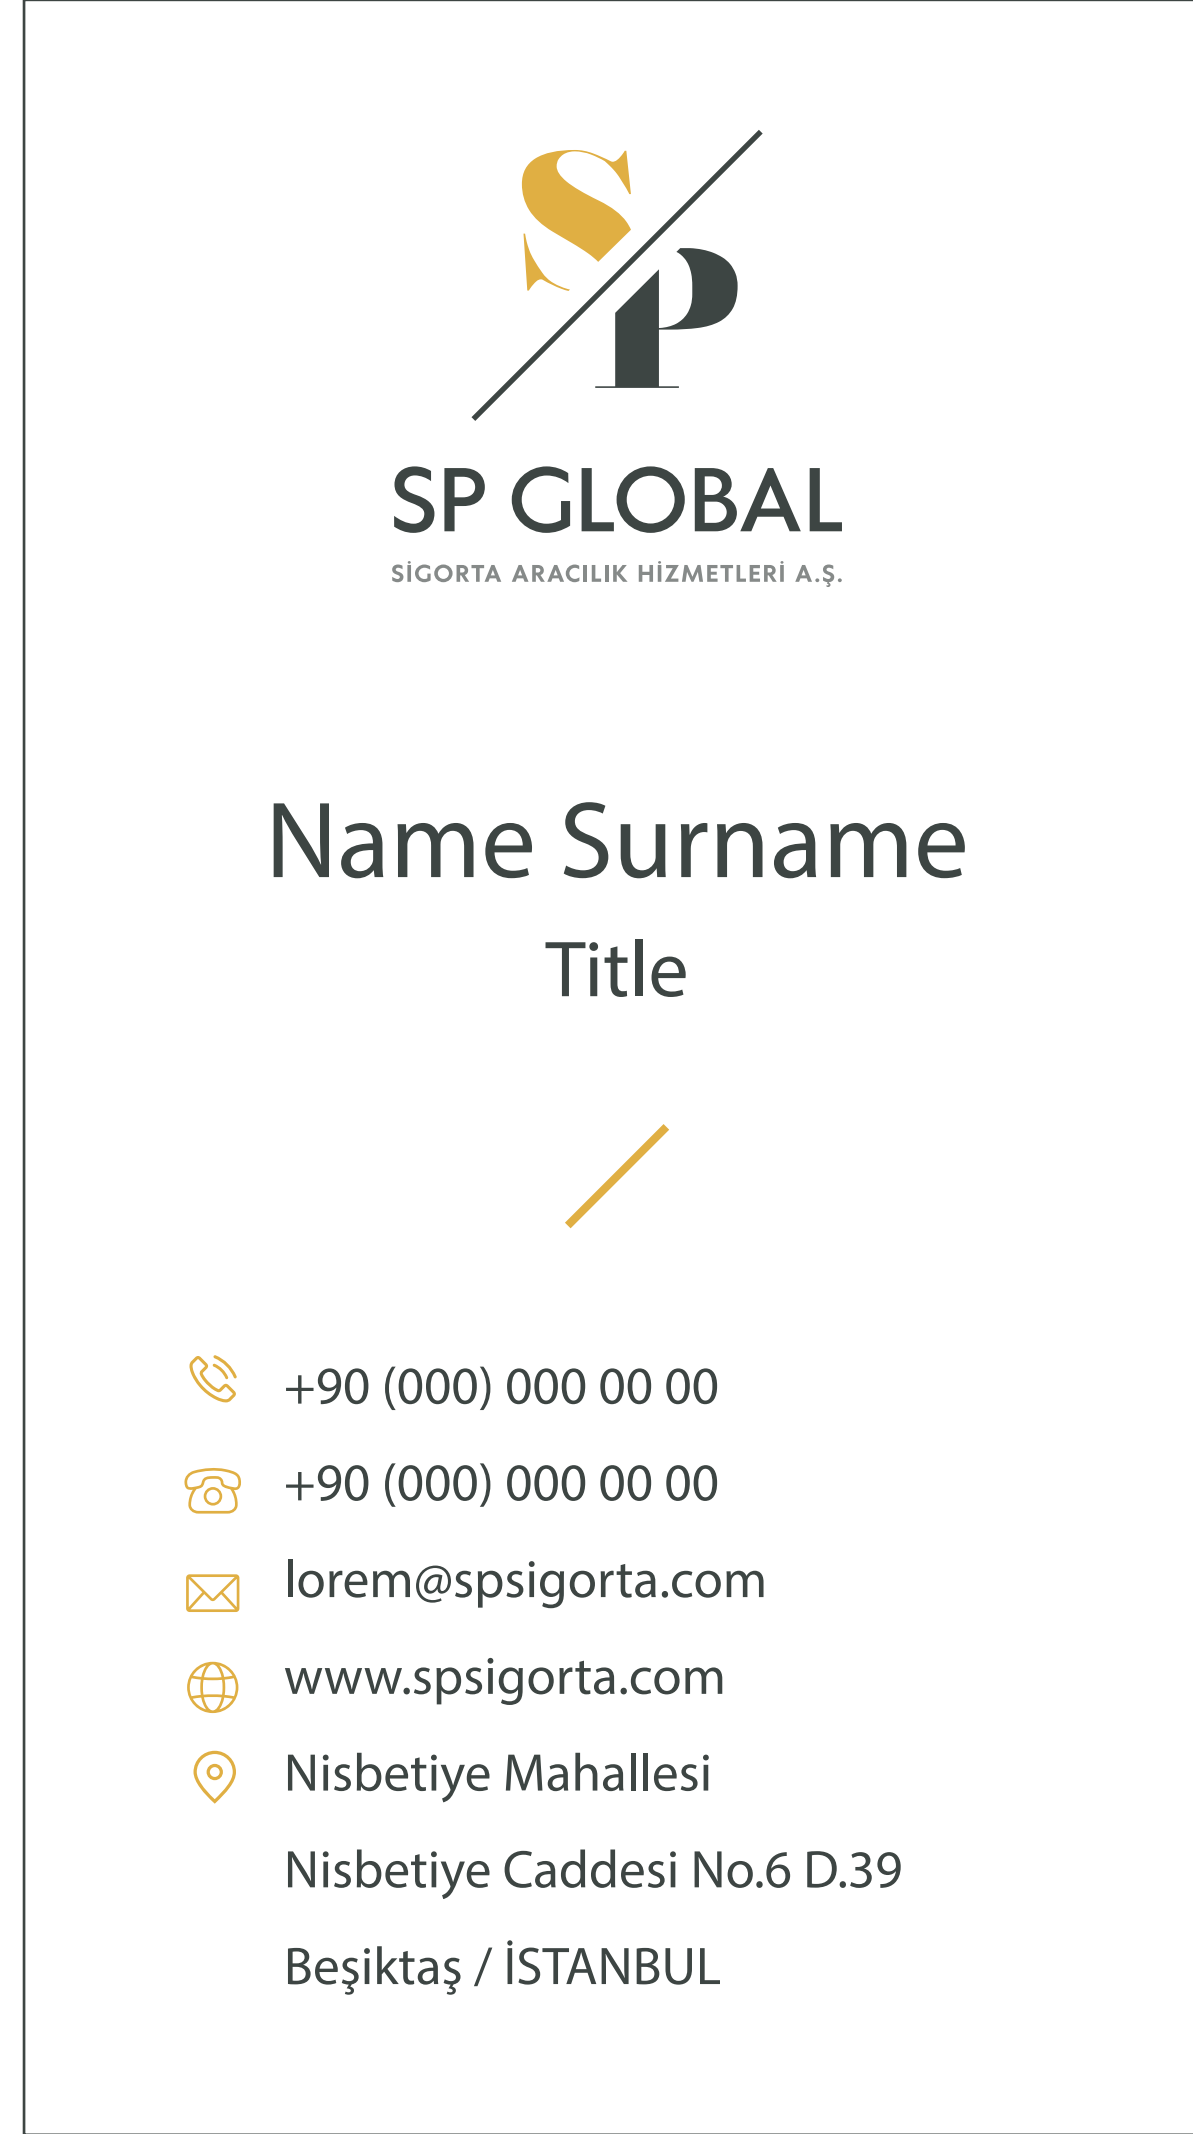 SP
SP GLOBAL
SİGORTA ARACILIK HİZMETLERİ A.Ş.
Name Surname
Title
+90 (000) 000 00 00
+90 (000) 000 00 00
lorem@spsigorta.com
www.spsigorta.com
Nisbetiye Mahallesi
Nisbetiye Caddesi No.6 D.39
Beşiktaş / İSTANBUL